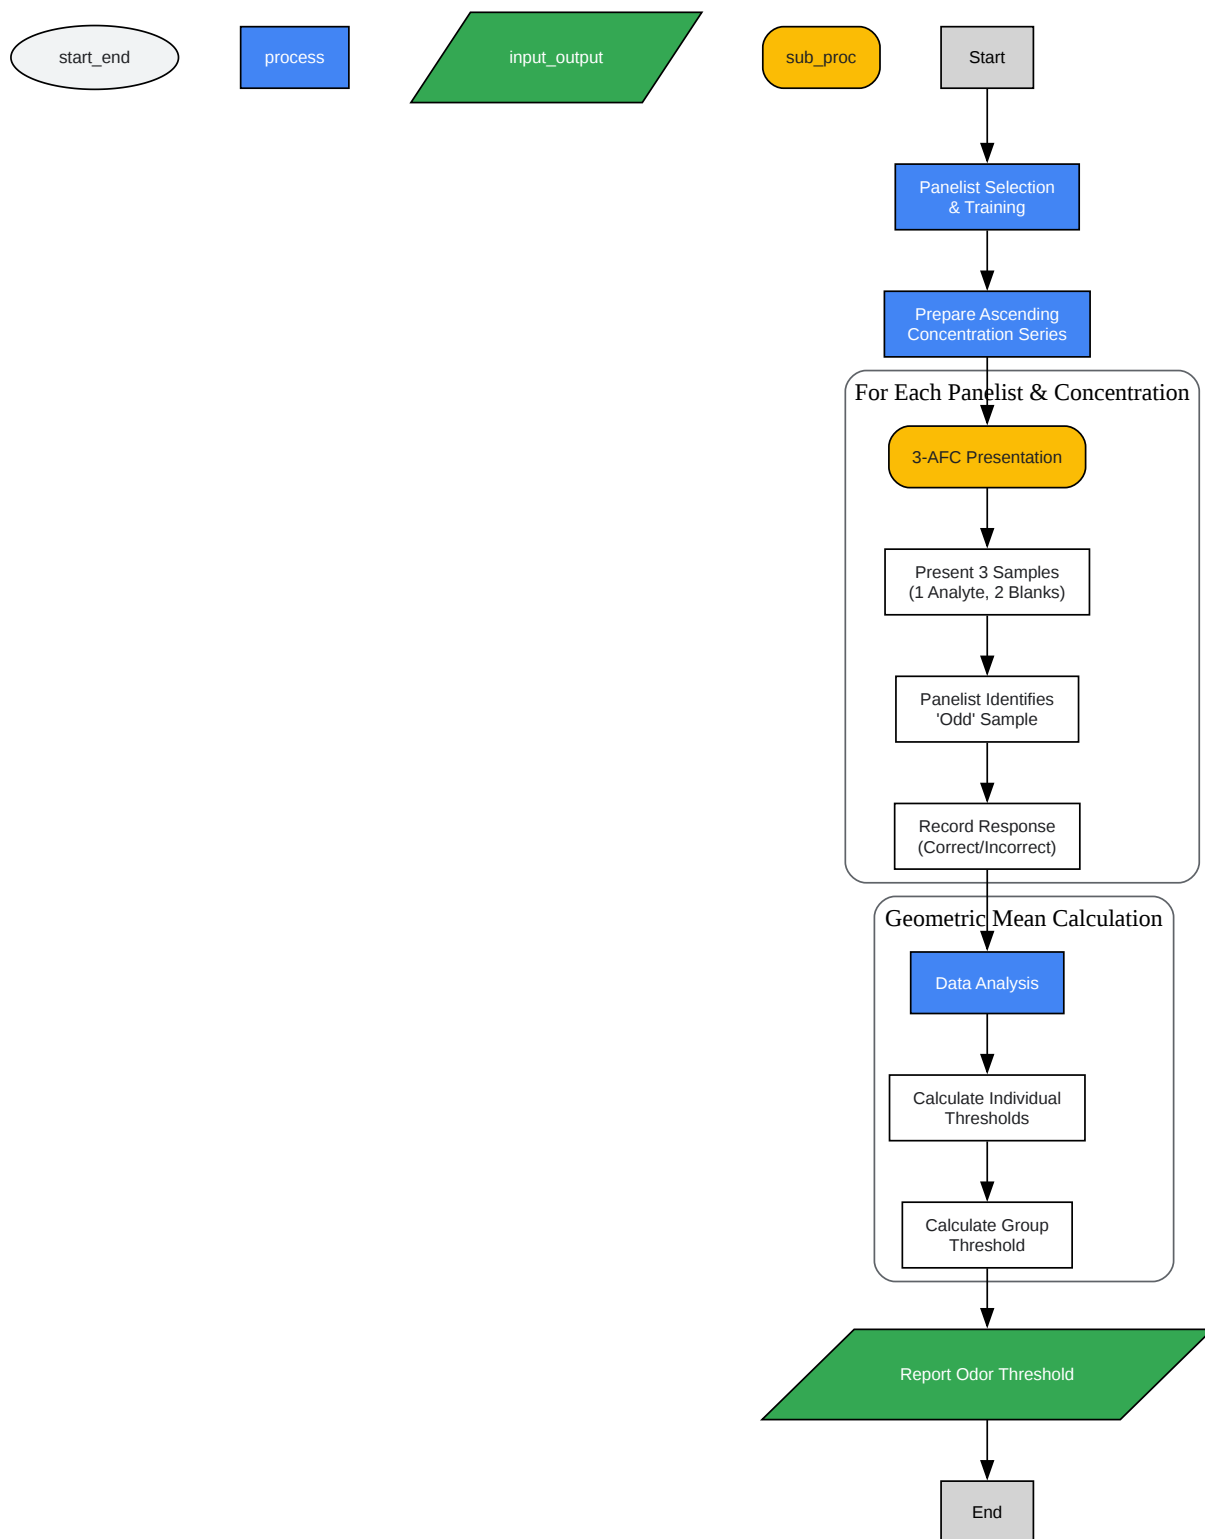 start_end
process
input_output
sub_proc
Start
Panelist Selection
& Training
Prepare Ascending
Concentration Series
For Each Panelist & Concentration
3-AFC Presentation
Present 3 Samples
(1 Analyte, 2 Blanks)
Panelist Identifies
'Odd' Sample
Record Response
(Correct/Incorrect)
Geometric Mean Calculation
Data Analysis
Calculate Individual
Thresholds
Calculate Group
Threshold
Report Odor Threshold
End